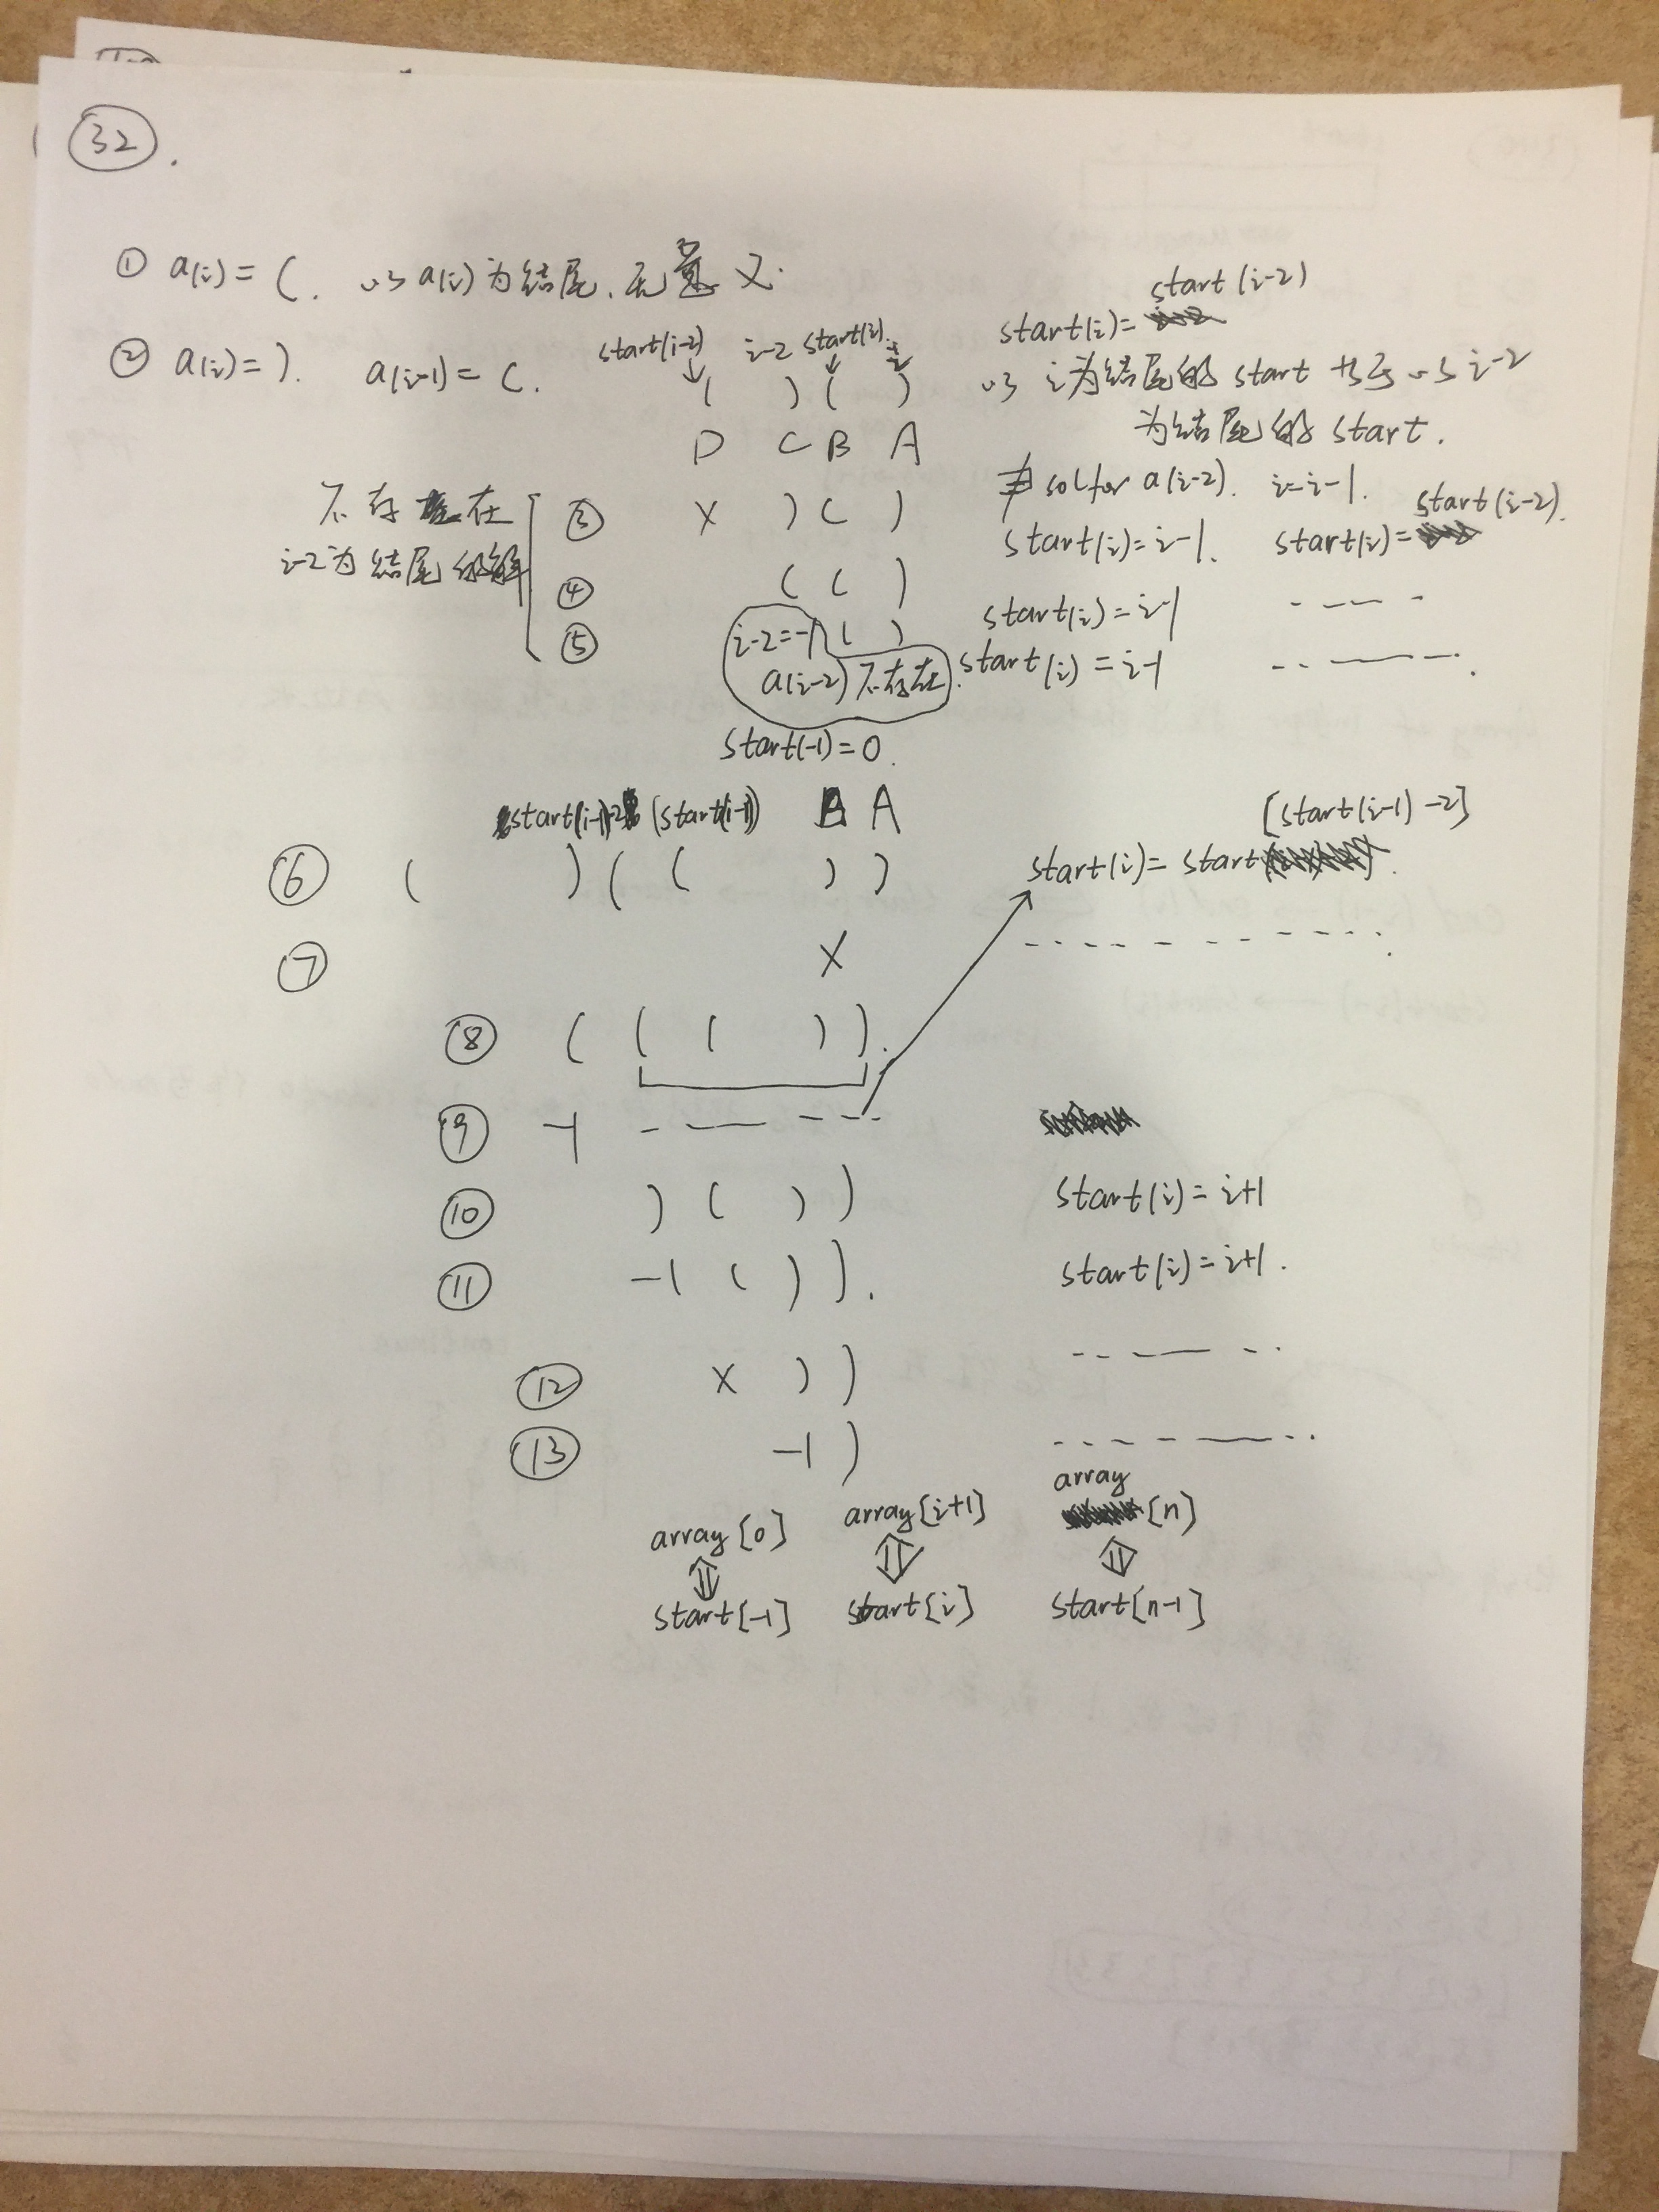 32.
① a(i) = (. 以a(i)为结尾, 无意义.
② a(i) = ). a(i-1) = (. start(i-2) i-2 start(i) i
( ) ( )
D C B A
start(i) = start(i-2)
以i为结尾的start 也是以i-2
为结尾的start.
不存在
i-2为结尾的解
③ X ) ( ) ∄ sol for a(i-2). i=i-1.
start(i) = i-1. start(i) = start(i-2).
④ ( ( ) start(i) = i-1
⑤ i-2=-1 ( ) start(i) = i-1
a(i-2)不存在.
start(-1) = 0.
start(i-1)-2 (start(i-1)) B A
⑥ ( ) ( ( ) ) start(i) = start[start(i-1)-2]
⑦ X
⑧ ( ( ( ) ).
⑨ -1
⑩ ) ( ) ) start(i) = i+1
⑪ -1 ( ) ). start(i) = i+1.
⑫ X ) )
⑬ -1 )
array[0] array[i+1] array[n]
start[-1] start[i] start[n-1]